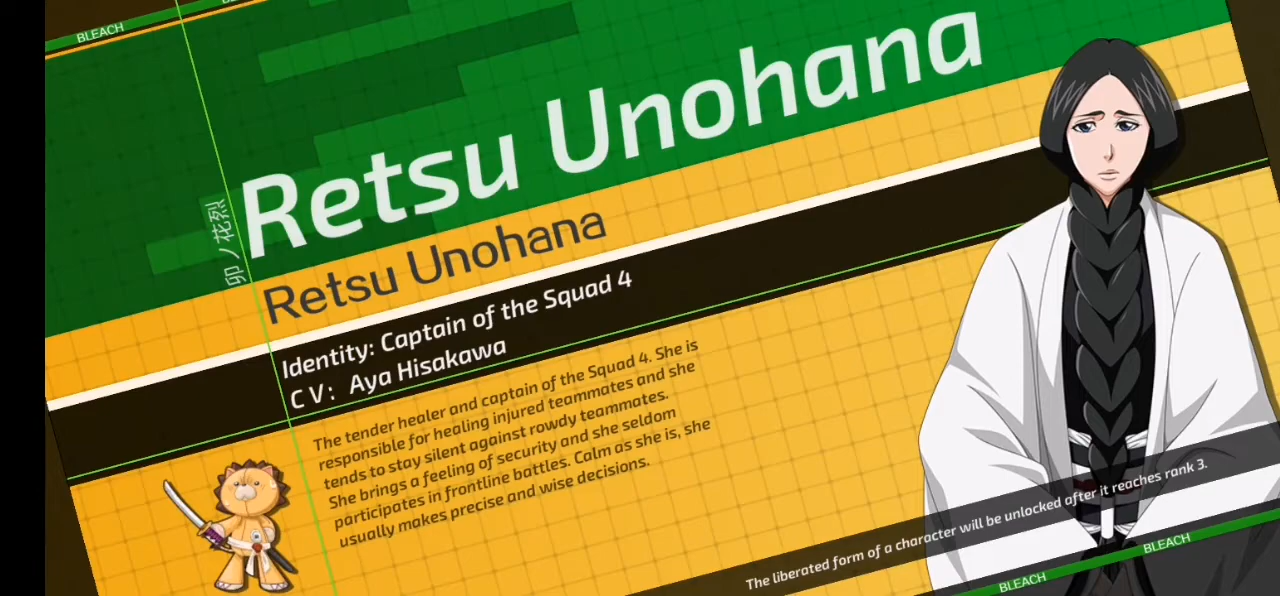 BLEACH
Retsu Unohana
卯ノ花烈
Retsu Unohana
Identity: Captain of the Squad 4
CV: Aya Hisakawa
The tender healer and captain of the Squad 4. She is
responsible for healing injured teammates and she
tends to stay silent against rowdy teammates.
She brings a feeling of security and she seldom
participates in frontline battles. Calm as she is, she
usually makes precise and wise decisions.
The liberated form of a character will be unlocked after it reaches rank 3.
BLEACH
BLEACH